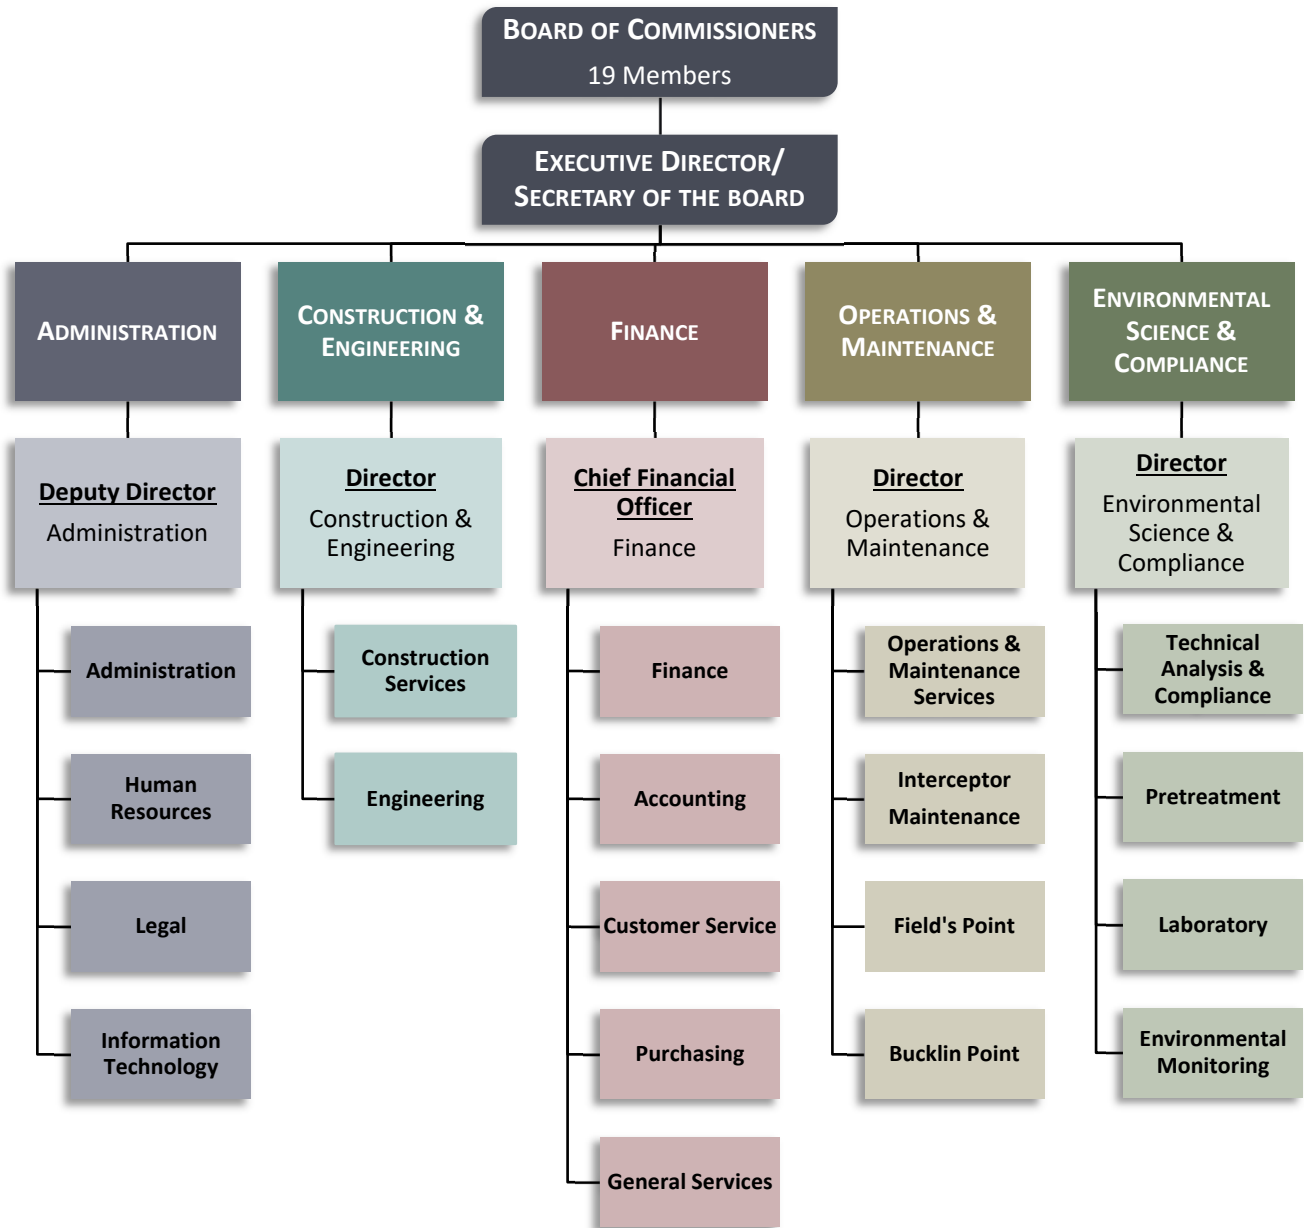 BOARD OF COMMISSIONERS
19 Members
EXECUTIVE DIRECTOR/
SECRETARY OF THE BOARD
ADMINISTRATION
CONSTRUCTION &
ENGINEERING
FINANCE
OPERATIONS &
MAINTENANCE
ENVIRONMENTAL
SCIENCE &
COMPLIANCE
Deputy Director
Administration
Director
Construction &
Engineering
Chief Financial
Officer
Finance
Director
Operations &
Maintenance
Director
Environmental
Science &
Compliance
Administration
Human
Resources
Legal
Information
Technology
Construction
Services
Engineering
Finance
Accounting
Customer Service
Purchasing
General Services
Operations &
Maintenance
Services
Interceptor
Maintenance
Field's Point
Bucklin Point
Technical
Analysis &
Compliance
Pretreatment
Laboratory
Environmental
Monitoring